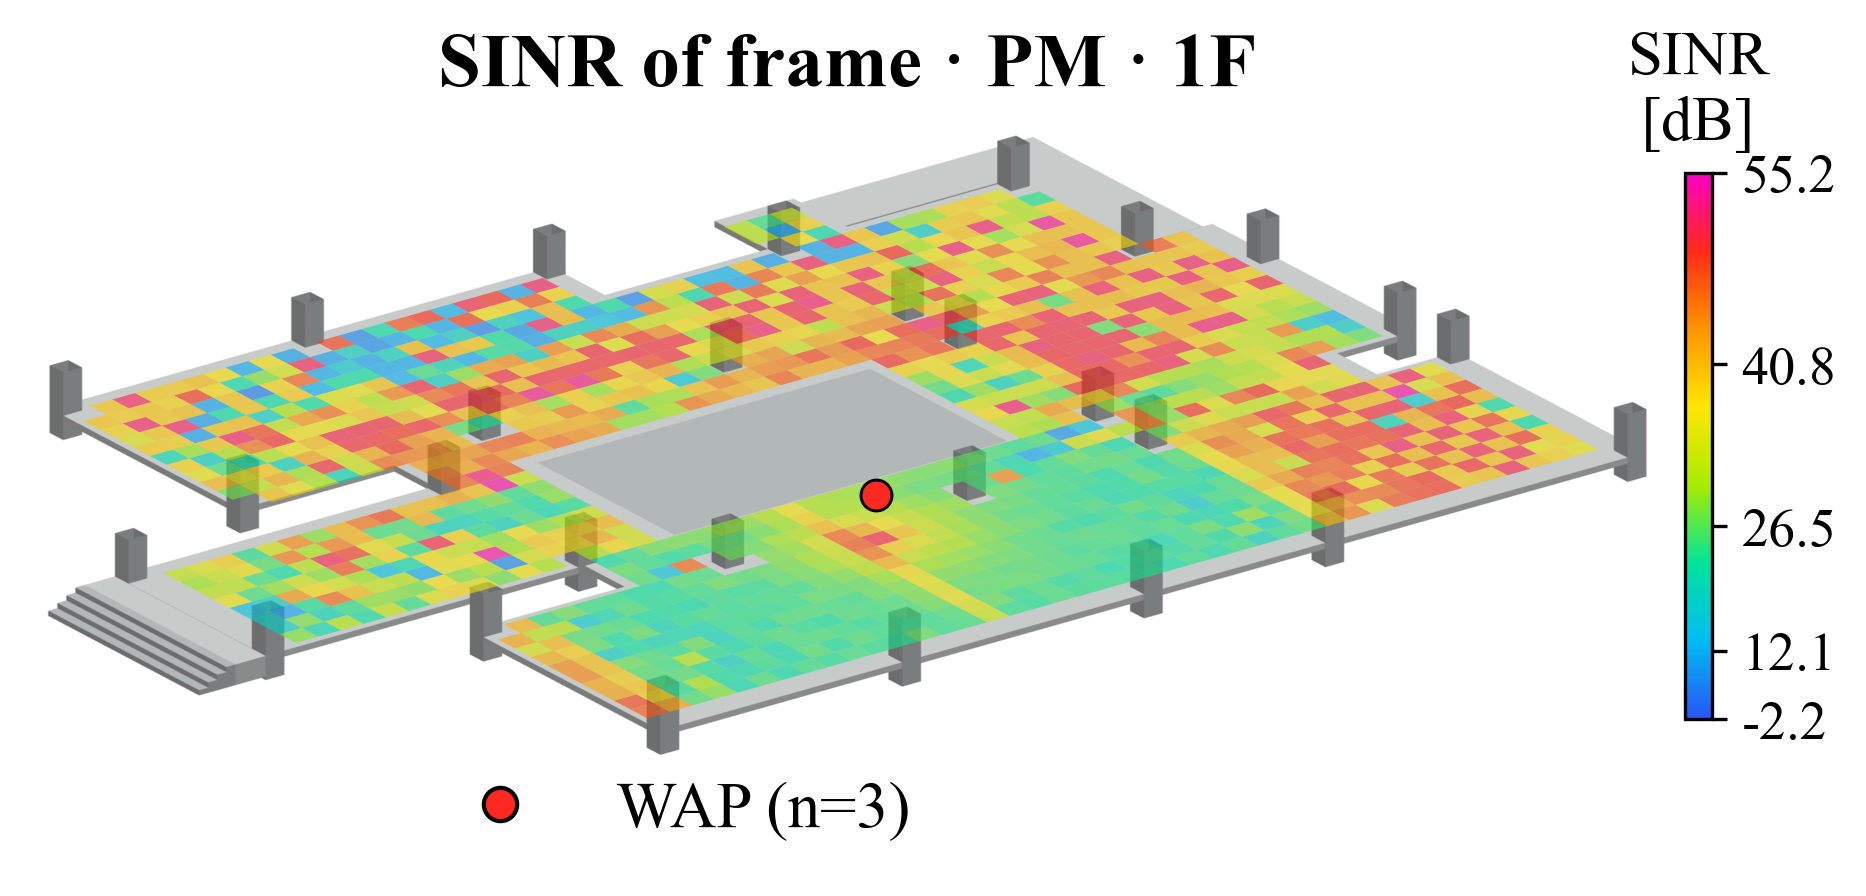 SINR of frame · PM · 1F
SINR
[dB]
55.2
40.8
26.5
12.1
-2.2
WAP (n=3)